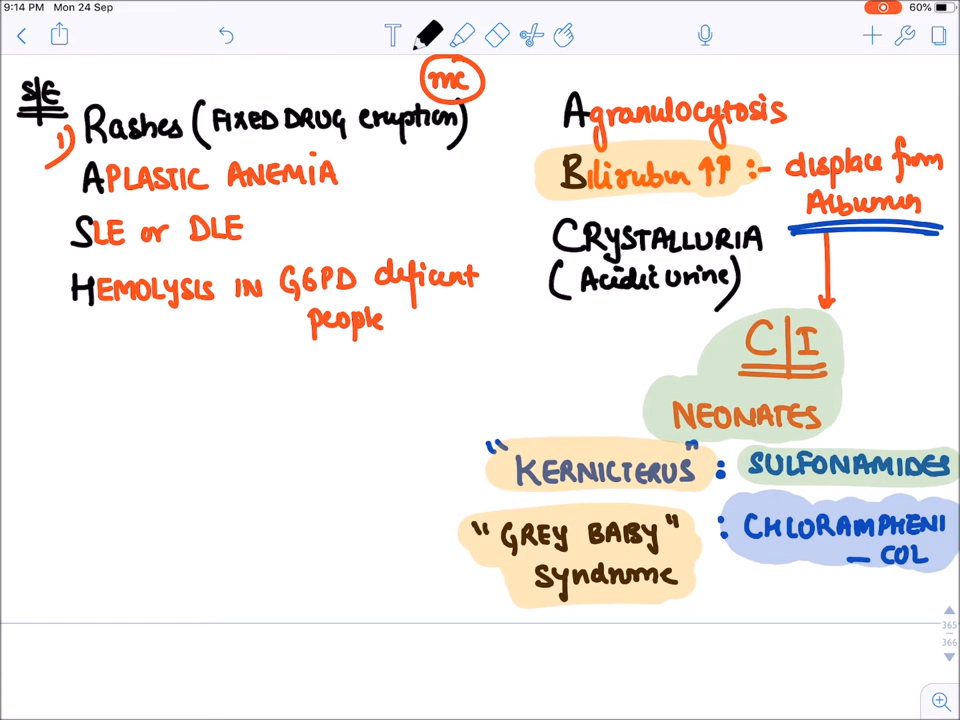 9:14 PM Mon 24 Sep
60%
S/E
mc
1) Rashes (FIXED DRUG eruption)
APLASTIC ANEMIA
SLE or DLE
HEMOLYSIS IN G6PD deficent
people
Agranulocytosis
Bilirubin ↑↑ :- displace from
Albumin
CRYSTALLURIA
(Acidic urine)
C|I
NEONATES
"KERNICTERUS" : SULFONAMIDES
"GREY BABY" : CHLORAMPHENI
Syndrome – COL
365
366